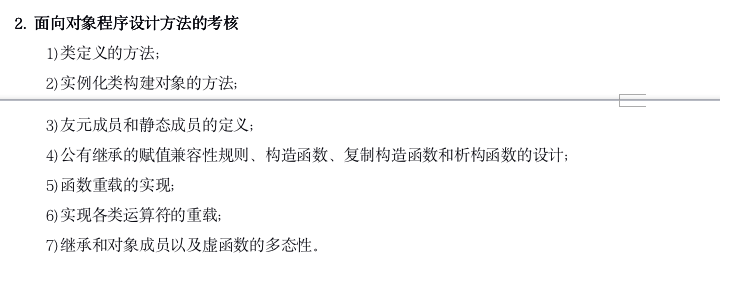 2. 面向对象程序设计方法的考核
1)类定义的方法;
2)实例化类构建对象的方法;
3)友元成员和静态成员的定义;
4)公有继承的赋值兼容性规则、构造函数、复制构造函数和析构函数的设计;
5)函数重载的实现;
6)实现各类运算符的重载;
7)继承和对象成员以及虚函数的多态性。